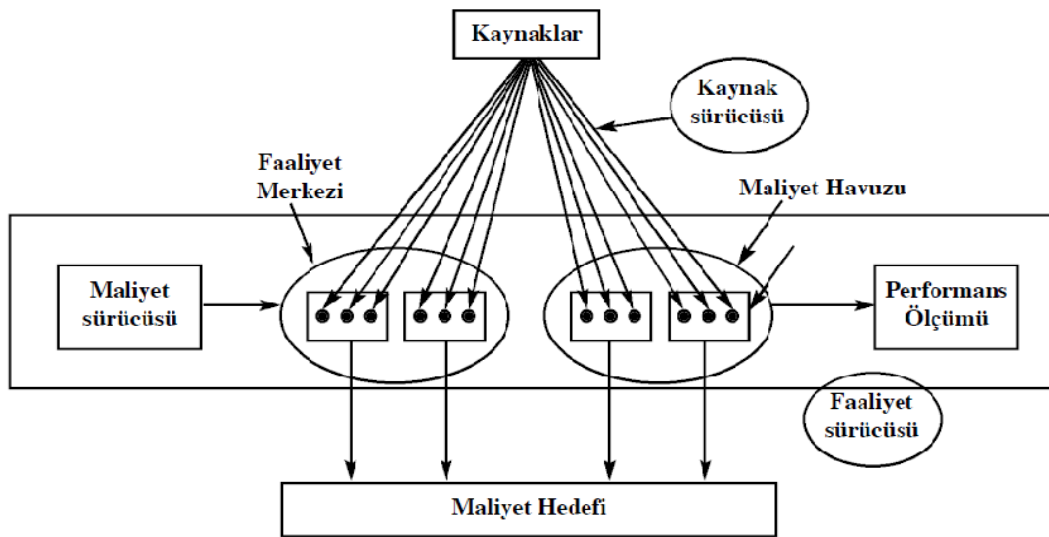 Kaynaklar
Kaynak
sürücüsü
Faaliyet
Merkezi
Maliyet Havuzu
Maliyet
sürücüsü
Performans
Ölçümü
Faaliyet
sürücüsü
Maliyet Hedefi